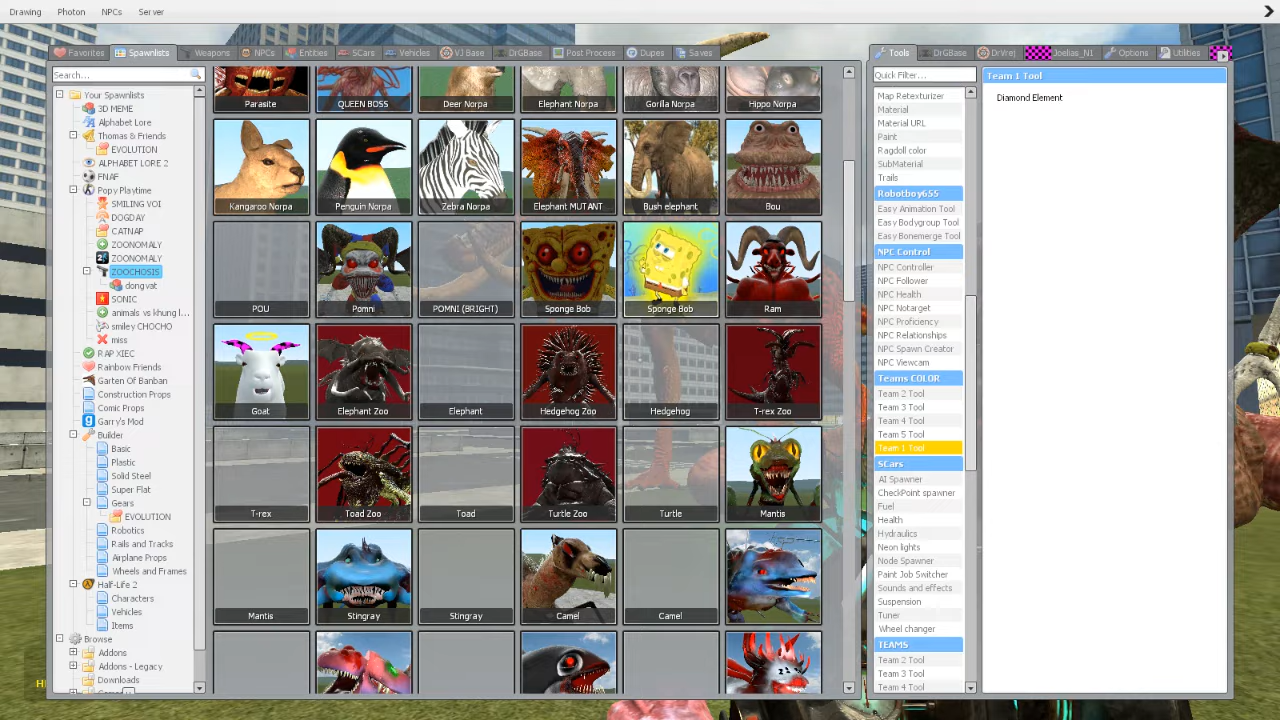 Drawing Photon NPCs Server
Favorites Spawnlists Weapons NPCs Entities SCars Vehicles VJ Base DrGBase Post Process Dupes Saves
Search...
Your Spawnlists
3D MEME
Alphabet Lore
Thomas & Friends
EVOLUTION
ALPHABET LORE 2
FNAF
Popy Playtime
SMILING VOI
DOGDAY
CATNAP
ZOONOMALY
ZOONOMALY
ZOOCHOSIS
dongvat
SONIC
animals vs khung l...
smiley CHOCHO
miss
RAP XIEC
Rainbow Friends
Garten Of Banban
Construction Props
Comic Props
Garry's Mod
Builder
Basic
Plastic
Solid Steel
Super Flat
Gears
EVOLUTION
Robotics
Rails and Tracks
Airplane Props
Wheels and Frames
Half-Life 2
Characters
Vehicles
Items
Browse
Addons
Addons - Legacy
Downloads
Parasite QUEEN BOSS Deer Norpa Elephant Norpa Gorilla Norpa Hippo Norpa
Kangaroo Norpa Penguin Norpa Zebra Norpa Elephant MUTANT Bush elephant Bou
POU Pomni POMNI (BRIGHT) Sponge Bob Sponge Bob Ram
Goat Elephant Zoo Elephant Hedgehog Zoo Hedgehog T-rex Zoo
T-rex Toad Zoo Toad Turtle Zoo Turtle Mantis
Mantis Stingray Stingray Camel Camel
Tools DrGBase DrVrej Joelias_N1 Options Utilities
Quick Filter...
Map Retexturizer
Material
Material URL
Paint
Ragdoll color
SubMaterial
Trails
Robotboy655
Easy Animation Tool
Easy Bodygroup Tool
Easy Bonemerge Tool
NPC Control
NPC Controller
NPC Follower
NPC Health
NPC Notarget
NPC Proficiency
NPC Relationships
NPC Spawn Creator
NPC Viewcam
Teams COLOR
Team 2 Tool
Team 3 Tool
Team 4 Tool
Team 5 Tool
Team 1 Tool
SCars
AI Spawner
CheckPoint spawner
Fuel
Health
Hydraulics
Neon lights
Node Spawner
Paint Job Switcher
Sounds and effects
Suspension
Tuner
Wheel changer
TEAMS
Team 2 Tool
Team 3 Tool
Team 4 Tool
Team 1 Tool
Diamond Element